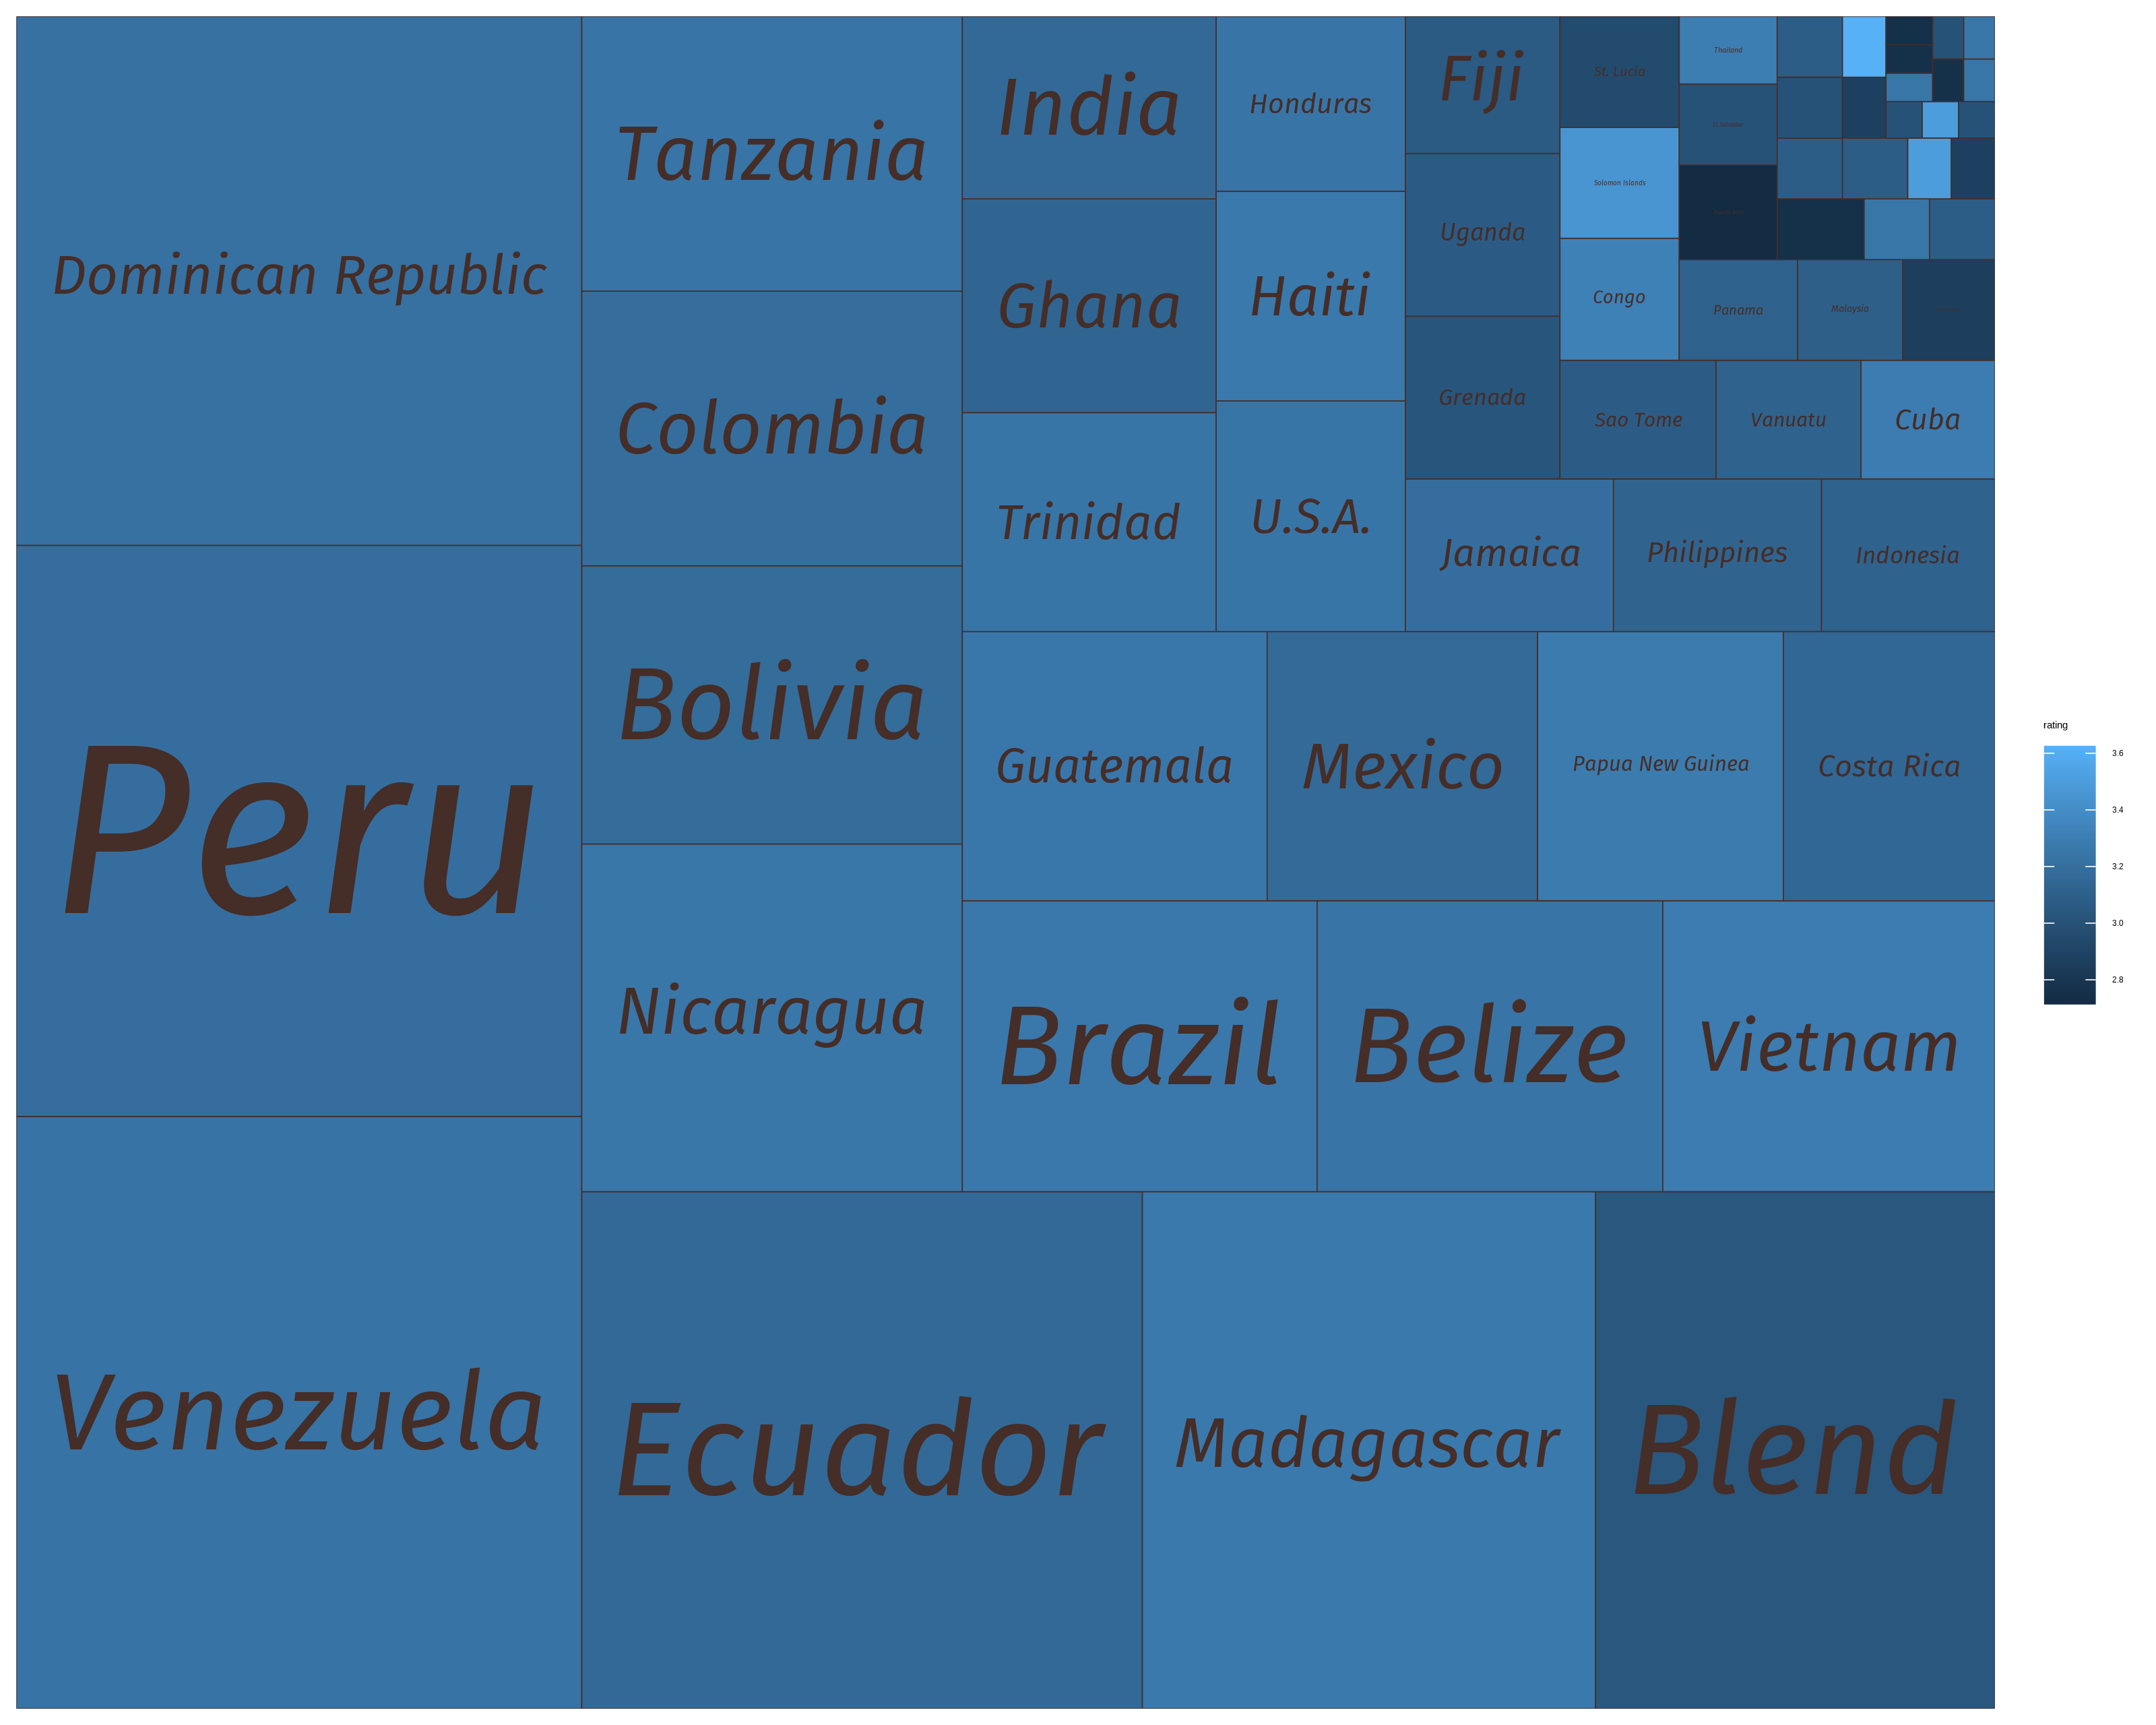 Dominican Republic
Peru
Venezuela
Tanzania
Colombia
Bolivia
Nicaragua
Ecuador
Madagascar
Blend
India
Ghana
Trinidad
Honduras
Haiti
U.S.A.
Guatemala
Mexico
Papua New Guinea
Costa Rica
Brazil
Belize
Vietnam
Fiji
Uganda
Grenada
Jamaica
Philippines
Indonesia
St. Lucia
Solomon Islands
Congo
Sao Tome
Vanuatu
Cuba
Thailand
Panama
Malaysia
rating
3.6
3.4
3.2
3.0
2.8